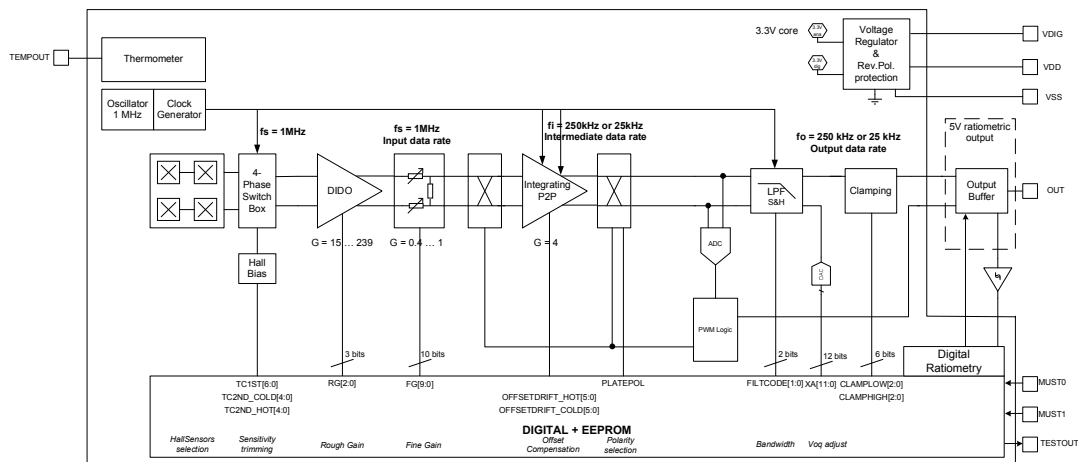 3.3V core
3.3V
ana
3.3V
dig
Voltage
Regulator
&
Rev.Pol.
protection
VDIG
VDD
VSS
TEMPOUT
Thermometer
Oscillator
1 MHz
Clock
Generator
fs = 1MHz
fs = 1MHz
Input data rate
fi = 250kHz or 25kHz
Intermediate data rate
fo = 250 kHz or 25 kHz
Output data rate
5V ratiometric
output
4-
Phase
Switch
Box
DIDO
Integrating
P2P
LPF
S&H
Clamping
Output
Buffer
OUT
G = 15 ... 239
G = 0.4 ... 1
G = 4
ADC
DAC
Hall
Bias
PWM Logic
3 bits
10 bits
2 bits
12 bits
6 bits
Digital
Ratiometry
TC1ST[6:0]
TC2ND_COLD[4:0]
TC2ND_HOT[4:0]
RG[2:0]
FG[9:0]
OFFSETDRIFT_HOT[5:0]
OFFSETDRIFT_COLD[5:0]
PLATEPOL
FILTCODE[1:0]
XA[11:0]
CLAMPLOW[2:0]
CLAMPHIGH[2:0]
MUST0
MUST1
TESTOUT
DIGITAL + EEPROM
HallSensors
selection
Sensitivity
trimming
Rough Gain
Fine Gain
Offset
Compensation
Polarity
selection
Bandwidth
Voq adjust